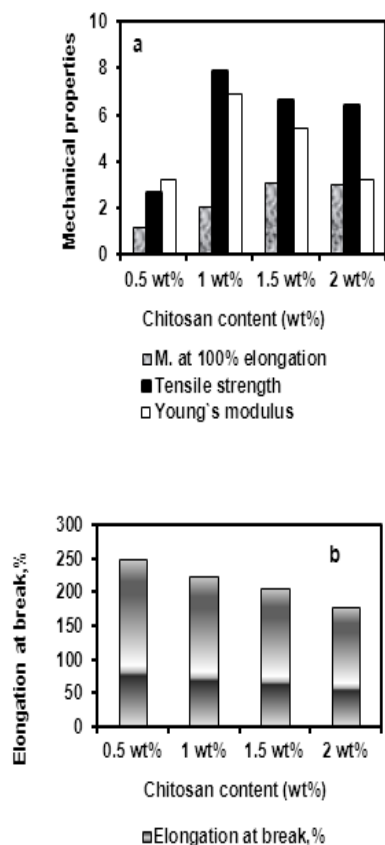 a
Mechanical properties
10
8
6
4
2
0
0.5 wt% 1 wt% 1.5 wt% 2 wt%
Chitosan content (wt%)
M. at 100% elongation
Tensile strength
Young`s modulus
b
Elongation at break,%
300
250
200
150
100
50
0
0.5 wt% 1 wt% 1.5 wt% 2 wt%
Chitosan content (wt%)
Elongation at break,%